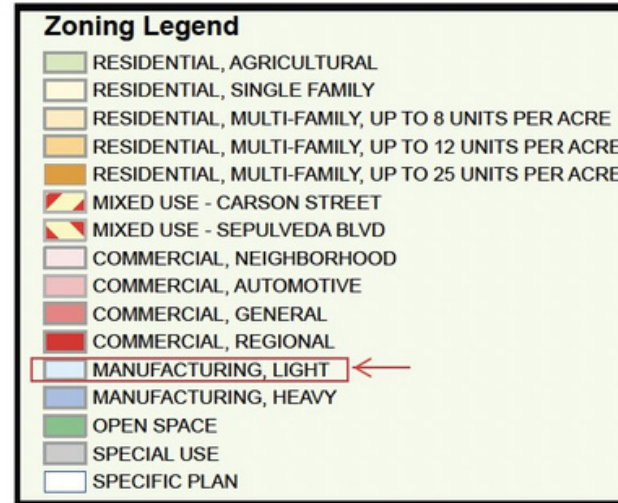 Zoning Legend
RESIDENTIAL, AGRICULTURAL
RESIDENTIAL, SINGLE FAMILY
RESIDENTIAL, MULTI-FAMILY, UP TO 8 UNITS PER ACRE
RESIDENTIAL, MULTI-FAMILY, UP TO 12 UNITS PER ACRE
RESIDENTIAL, MULTI-FAMILY, UP TO 25 UNITS PER ACRE
MIXED USE - CARSON STREET
MIXED USE - SEPULVEDA BLVD
COMMERCIAL, NEIGHBORHOOD
COMMERCIAL, AUTOMOTIVE
COMMERCIAL, GENERAL
COMMERCIAL, REGIONAL
MANUFACTURING, LIGHT
MANUFACTURING, HEAVY
OPEN SPACE
SPECIAL USE
SPECIFIC PLAN